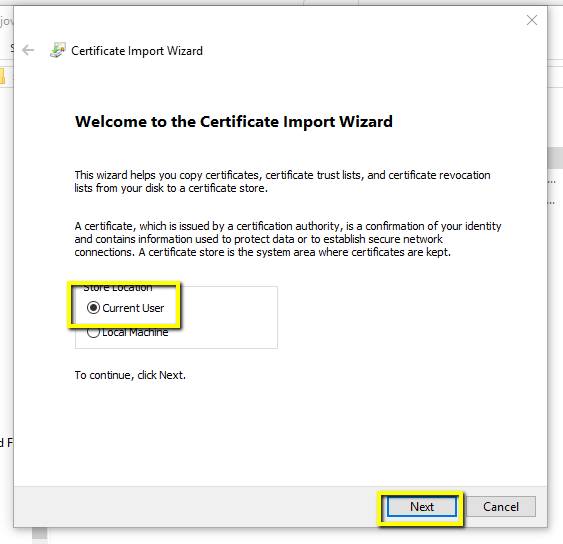 jov
Certificate Import Wizard
Welcome to the Certificate Import Wizard
This wizard helps you copy certificates, certificate trust lists, and certificate revocation
lists from your disk to a certificate store.
A certificate, which is issued by a certification authority, is a confirmation of your identity
and contains information used to protect data or to establish secure network
connections. A certificate store is the system area where certificates are kept.
Store Location
Current User
Local Machine
To continue, click Next.
d F
Next
Cancel